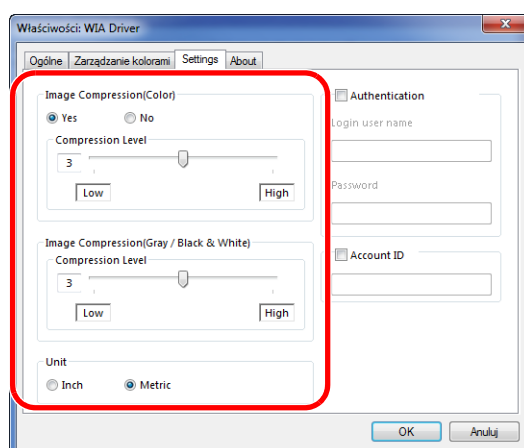 Właściwości: WIA Driver
Ogólne Zarządzanie kolorami Settings About
Image Compression(Color)
Yes No
Compression Level
3
Low High
Image Compression(Gray / Black & White)
Compression Level
3
Low High
Unit
Inch Metric
Authentication
Login user name
Password
Account ID
OK Anuluj